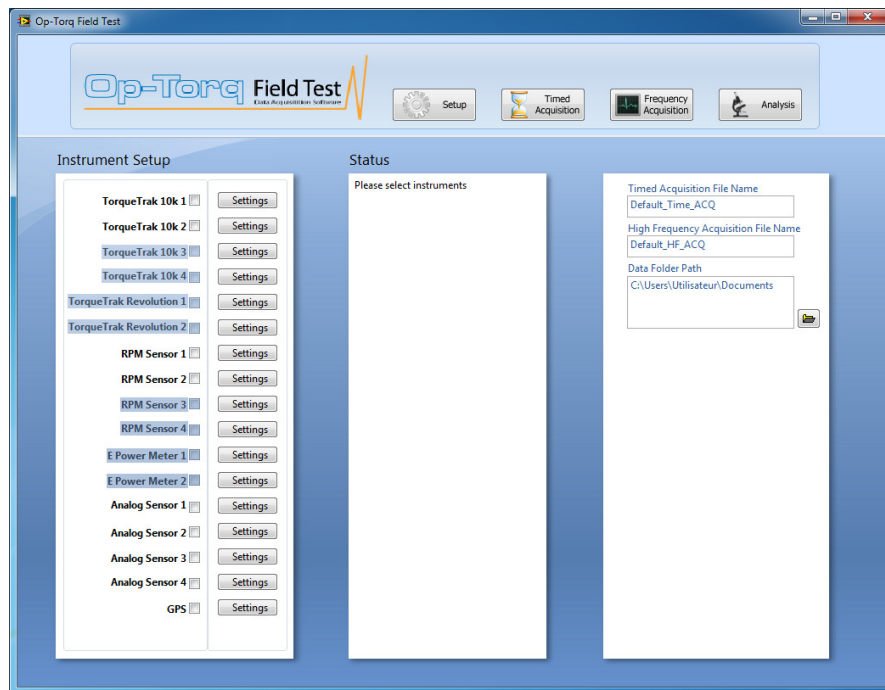 Op-Torq Field Test
Op-Torq Field Test
Data Acquisition Software
Setup
Timed
Acquisition
Frequency
Acquisition
Analysis
Instrument Setup
TorqueTrak 10k 1 Settings
TorqueTrak 10k 2 Settings
TorqueTrak 10k 3 Settings
TorqueTrak 10k 4 Settings
TorqueTrak Revolution 1 Settings
TorqueTrak Revolution 2 Settings
RPM Sensor 1 Settings
RPM Sensor 2 Settings
RPM Sensor 3 Settings
RPM Sensor 4 Settings
E Power Meter 1 Settings
E Power Meter 2 Settings
Analog Sensor 1 Settings
Analog Sensor 2 Settings
Analog Sensor 3 Settings
Analog Sensor 4 Settings
GPS Settings
Status
Please select instruments
Timed Acquisition File Name
Default_Time_ACQ
High Frequency Acquisition File Name
Default_HF_ACQ
Data Folder Path
C:\Users\Utilisateur\Documents